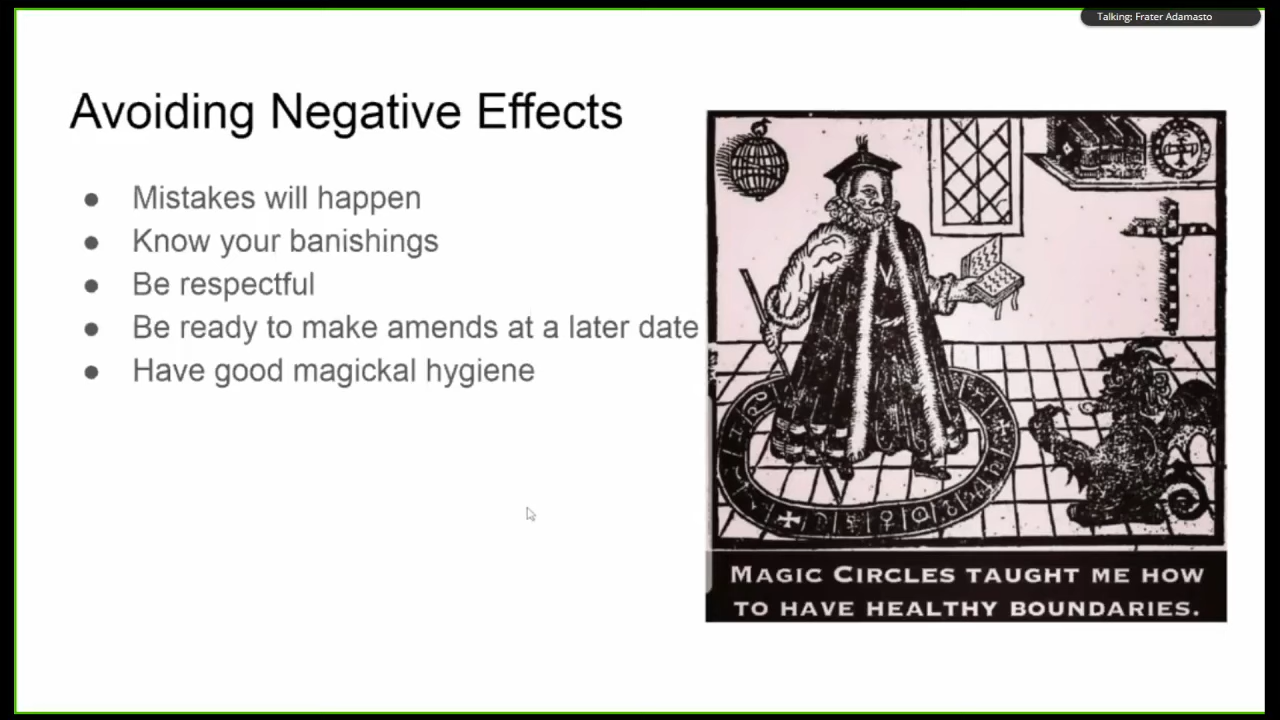 Talking: Frater Adamasto
Avoiding Negative Effects
● Mistakes will happen
● Know your banishings
● Be respectful
● Be ready to make amends at a later date
● Have good magickal hygiene
MAGIC CIRCLES TAUGHT ME HOW
TO HAVE HEALTHY BOUNDARIES.